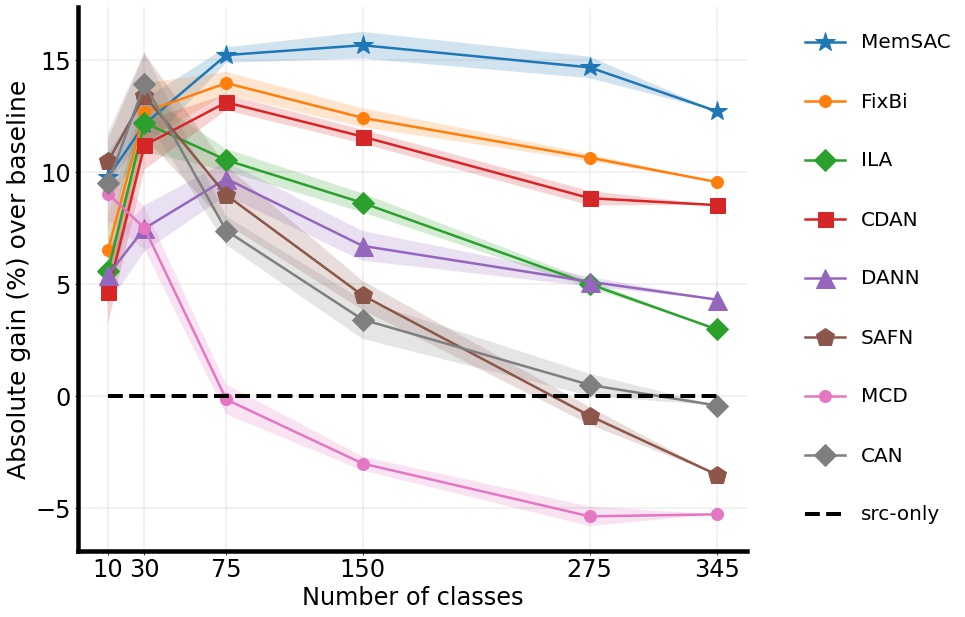 Absolute gain (%) over baseline
15
10
5
0
−5
10 30 75 150 275 345
Number of classes
MemSAC
FixBi
ILA
CDAN
DANN
SAFN
MCD
CAN
src-only